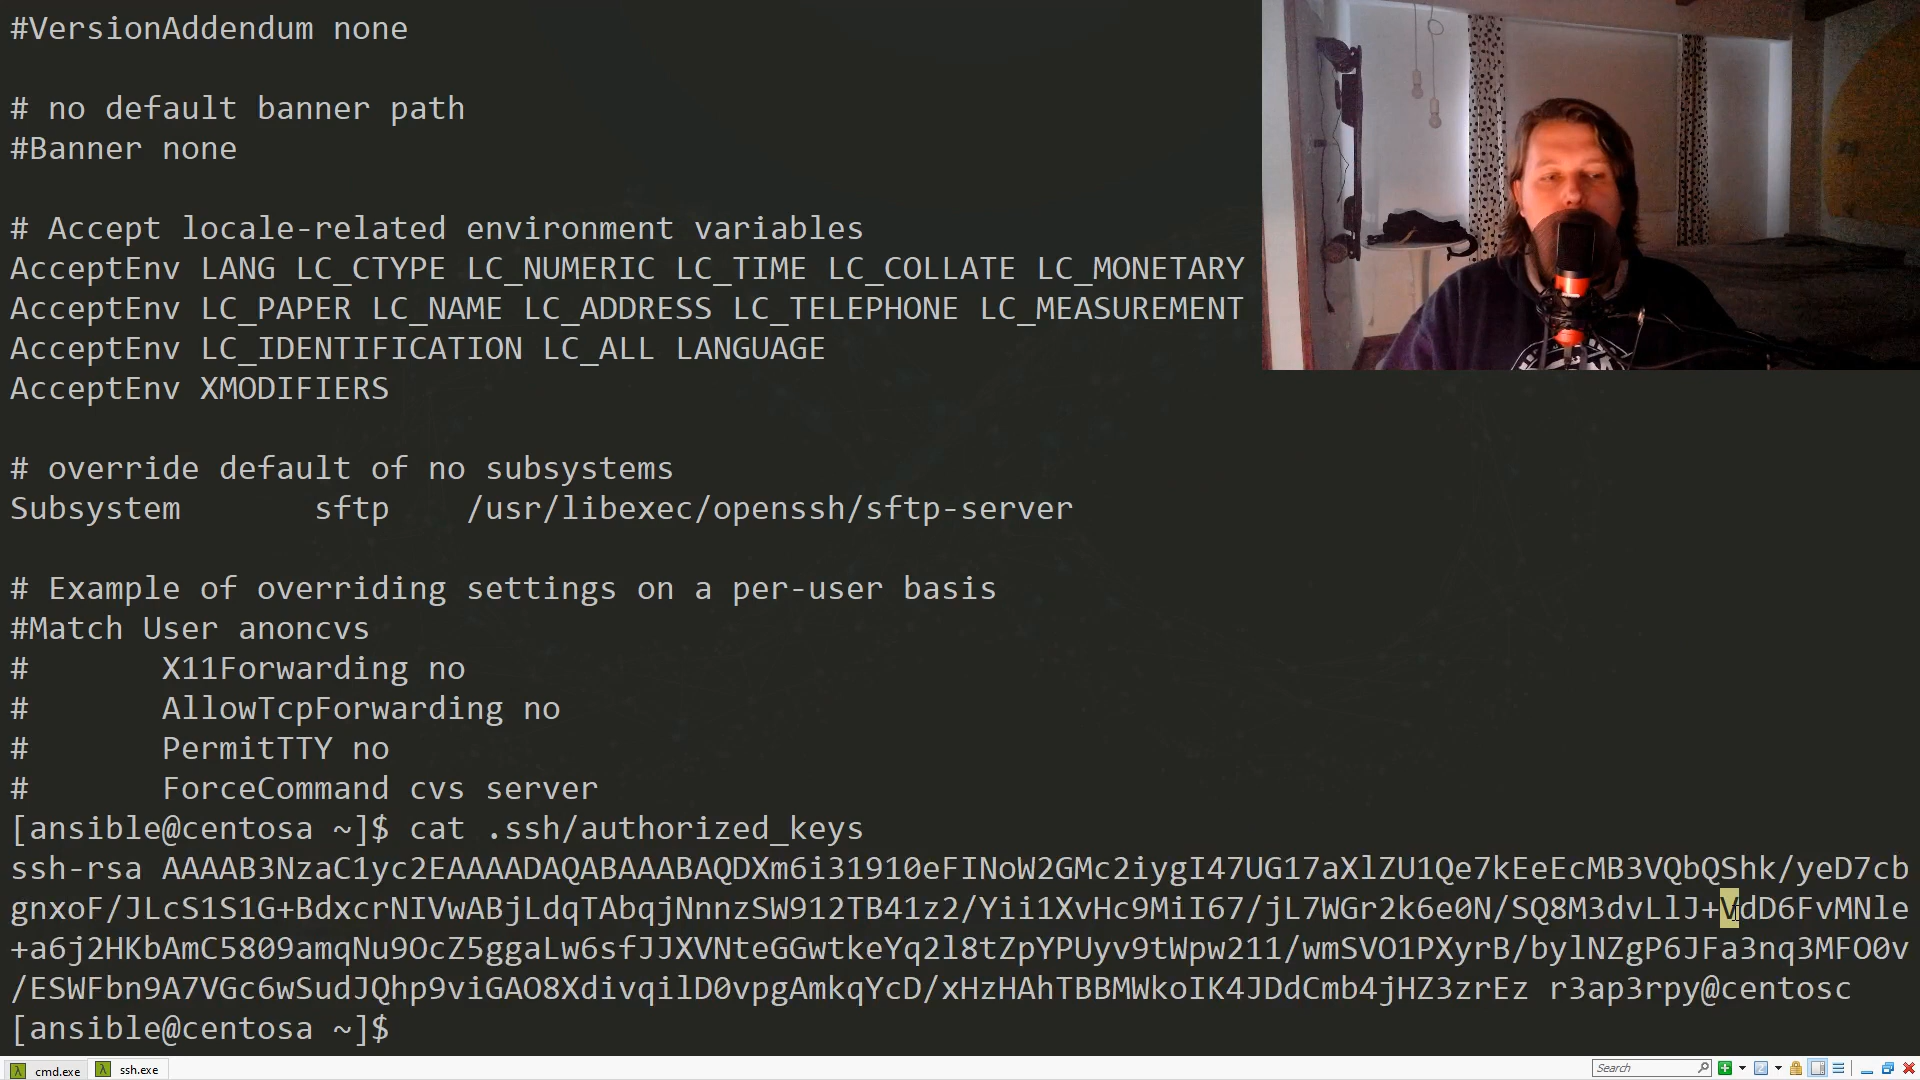 #VersionAddendum none
# no default banner path
#Banner none
# Accept locale-related environment variables
AcceptEnv LANG LC_CTYPE LC_NUMERIC LC_TIME LC_COLLATE LC_MONETARY
AcceptEnv LC_PAPER LC_NAME LC_ADDRESS LC_TELEPHONE LC_MEASUREMENT
AcceptEnv LC_IDENTIFICATION LC_ALL LANGUAGE
AcceptEnv XMODIFIERS
# override default of no subsystems
Subsystem       sftp    /usr/libexec/openssh/sftp-server
# Example of overriding settings on a per-user basis
#Match User anoncvs
#       X11Forwarding no
#       AllowTcpForwarding no
#       PermitTTY no
#       ForceCommand cvs server
[ansible@centosa ~]$ cat .ssh/authorized_keys
ssh-rsa AAAAB3NzaC1yc2EAAAADAQABAAABAQDXm6i31910eFINoW2GMc2iygI47UG17aXlZU1Qe7kEeEcMB3VQbQShk/yeD7cb
gnxoF/JLcS1S1G+BdxcrNIVwABjLdqTAbqjNnnzSW912TB41z2/Yii1XvHc9MiI67/jL7WGr2k6e0N/SQ8M3dvLlJ+VdD6FvMNle
+a6j2HKbAmC5809amqNu9OcZ5ggaLw6sfJJXVNteGGwtkeYq2l8tZpYPUyv9tWpw211/wmSVO1PXyrB/bylNZgP6JFa3nq3MFO0v
/ESWFbn9A7VGc6wSudJQhp9viGAO8XdivqilD0vpgAmkqYcD/xHzHAhTBBMWkoIK4JDdCmb4jHZ3zrEz r3ap3rpy@centosc
[ansible@centosa ~]$
cmd.exe ssh.exe Search